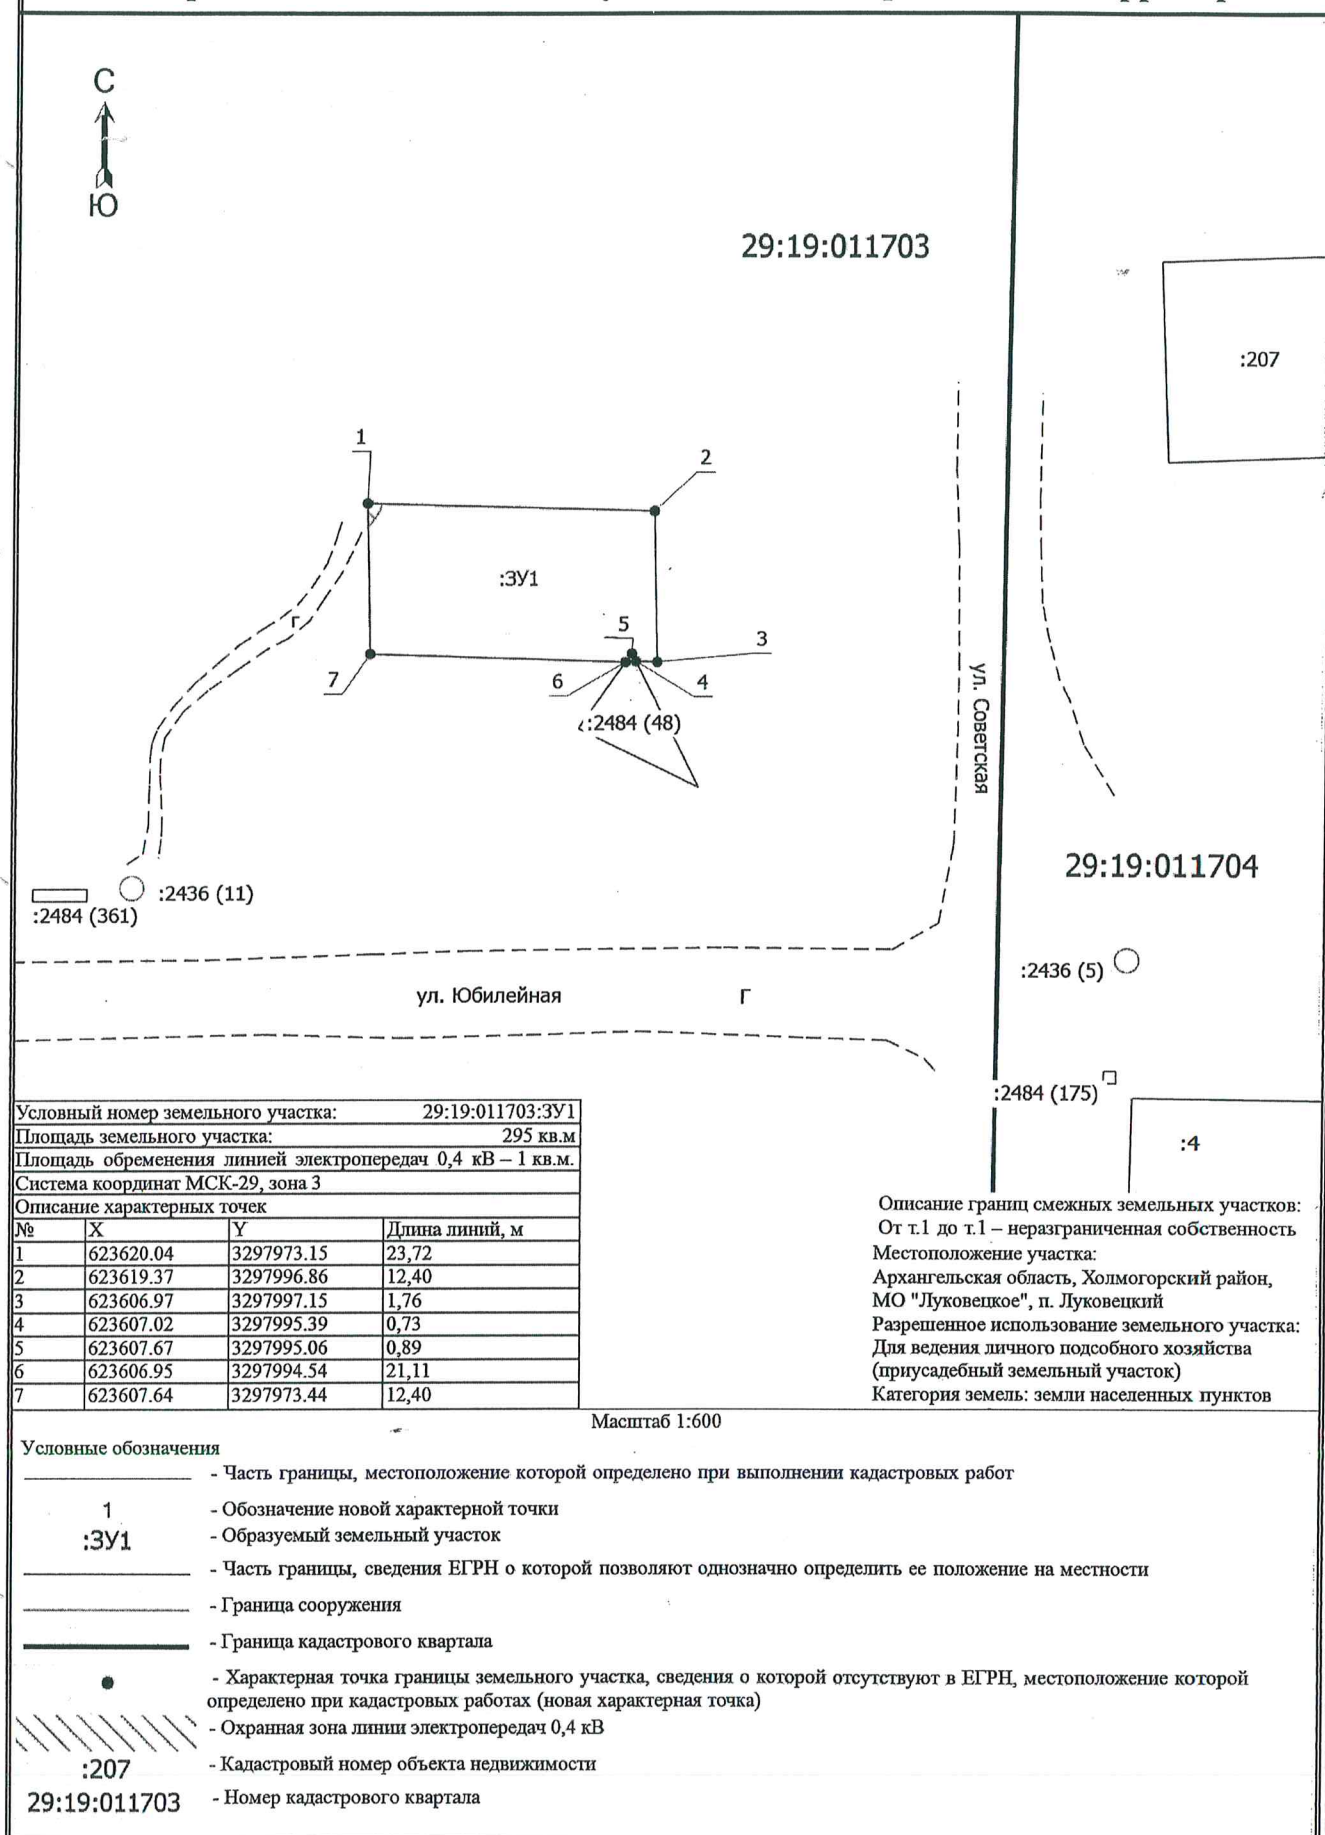 С
Ю
29:19:011703
:207
1
2
:ЗУ1
5
3
г
7
6
4
:2484 (48)
ул. Советская
29:19:011704
:2436 (11)
:2484 (361)
:2436 (5)
ул. Юбилейная
Г
:2484 (175)
:4
Условный номер земельного участка: 29:19:011703:ЗУ1
Площадь земельного участка: 295 кв.м
Площадь обременения линией электропередач 0,4 кВ – 1 кв.м.
Система координат МСК-29, зона 3
Описание характерных точек
№ X Y Длина линий, м
1 623620.04 3297973.15 23,72
2 623619.37 3297996.86 12,40
3 623606.97 3297997.15 1,76
4 623607.02 3297995.39 0,73
5 623607.67 3297995.06 0,89
6 623606.95 3297994.54 21,11
7 623607.64 3297973.44 12,40
Описание границ смежных земельных участков:
От т.1 до т.1 – неразграниченная собственность
Местоположение участка:
Архангельская область, Холмогорский район,
МО "Луковецкое", п. Луковецкий
Разрешенное использование земельного участка:
Для ведения личного подсобного хозяйства
(приусадебный земельный участок)
Категория земель: земли населенных пунктов
Масштаб 1:600
Условные обозначения
- Часть границы, местоположение которой определено при выполнении кадастровых работ
1 - Обозначение новой характерной точки
:ЗУ1 - Образуемый земельный участок
- Часть границы, сведения ЕГРН о которой позволяют однозначно определить ее положение на местности
- Граница сооружения
- Граница кадастрового квартала
- Характерная точка границы земельного участка, сведения о которой отсутствуют в ЕГРН, местоположение которой
определено при кадастровых работах (новая характерная точка)
- Охранная зона линии электропередач 0,4 кВ
:207 - Кадастровый номер объекта недвижимости
29:19:011703 - Номер кадастрового квартала